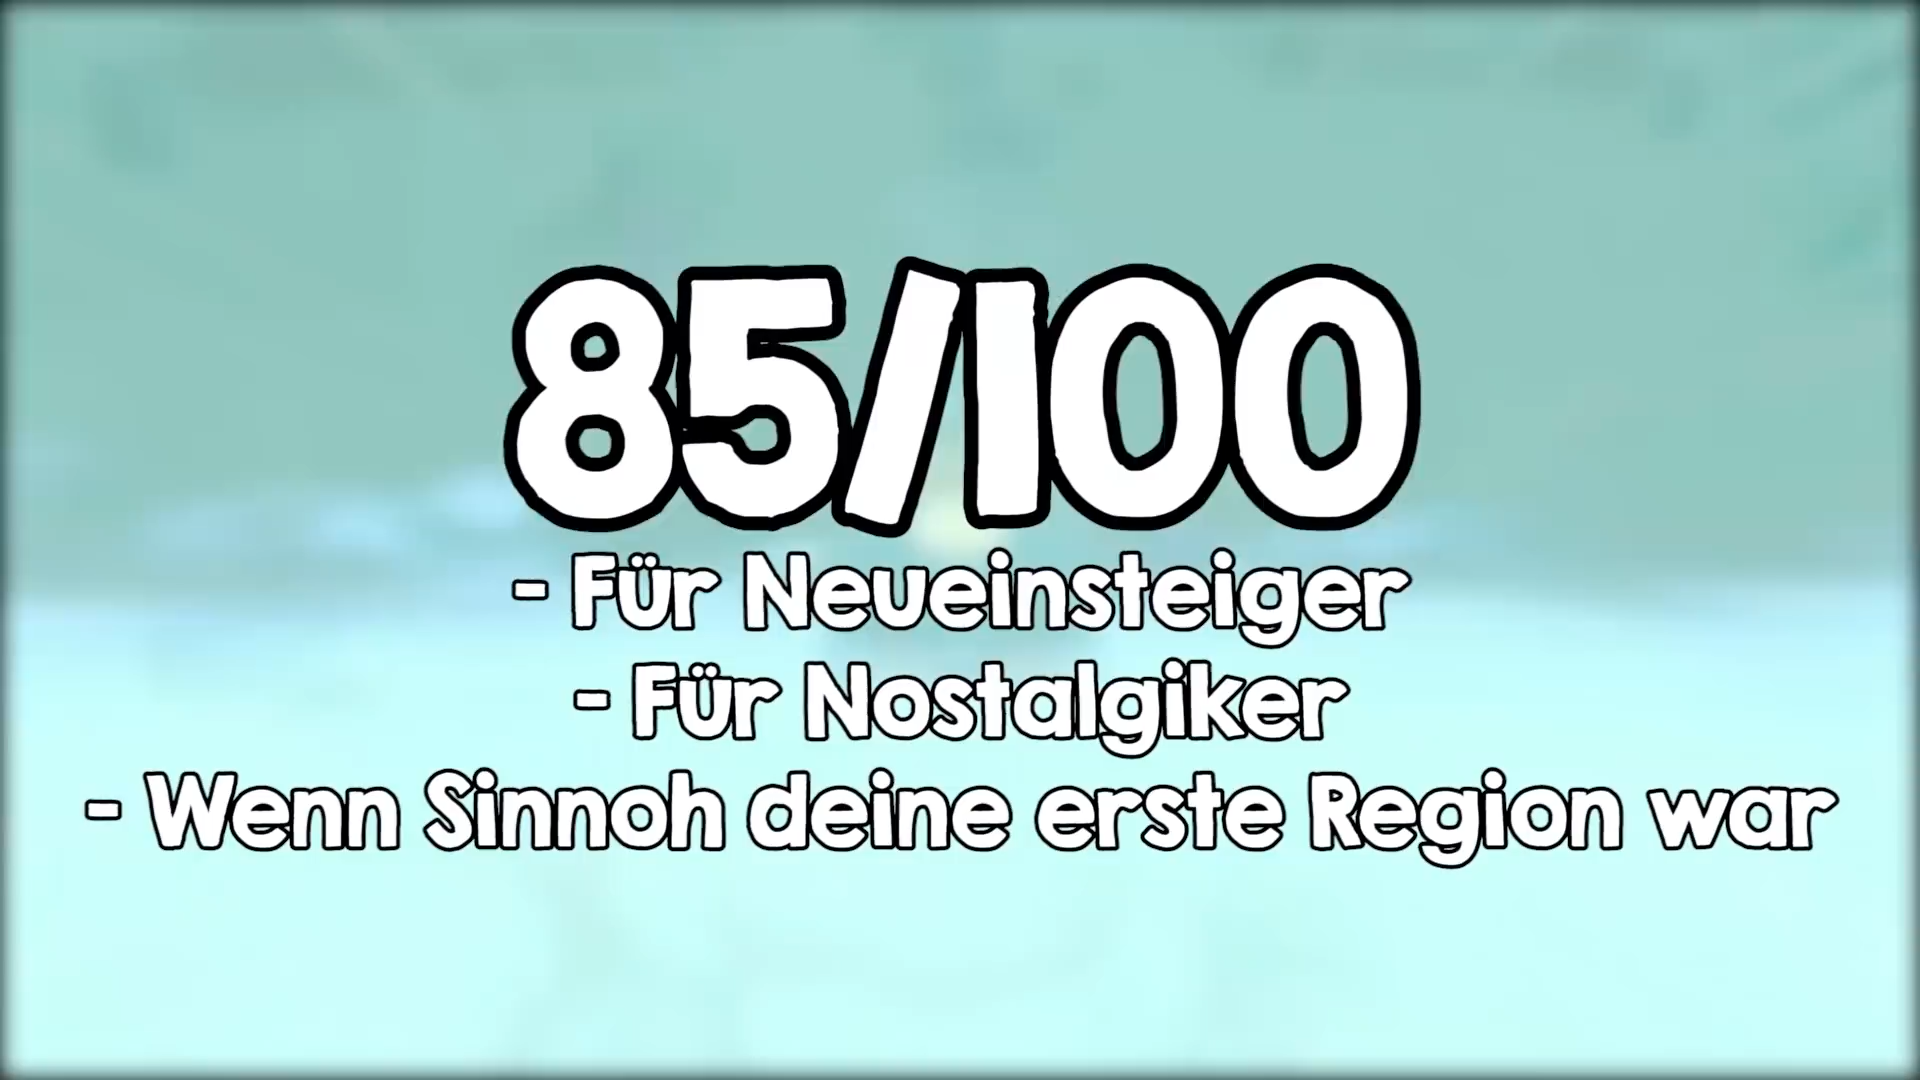 85/100
- Für Neueinsteiger
- Für Nostalgiker
- Wenn Sinnoh deine erste Region war